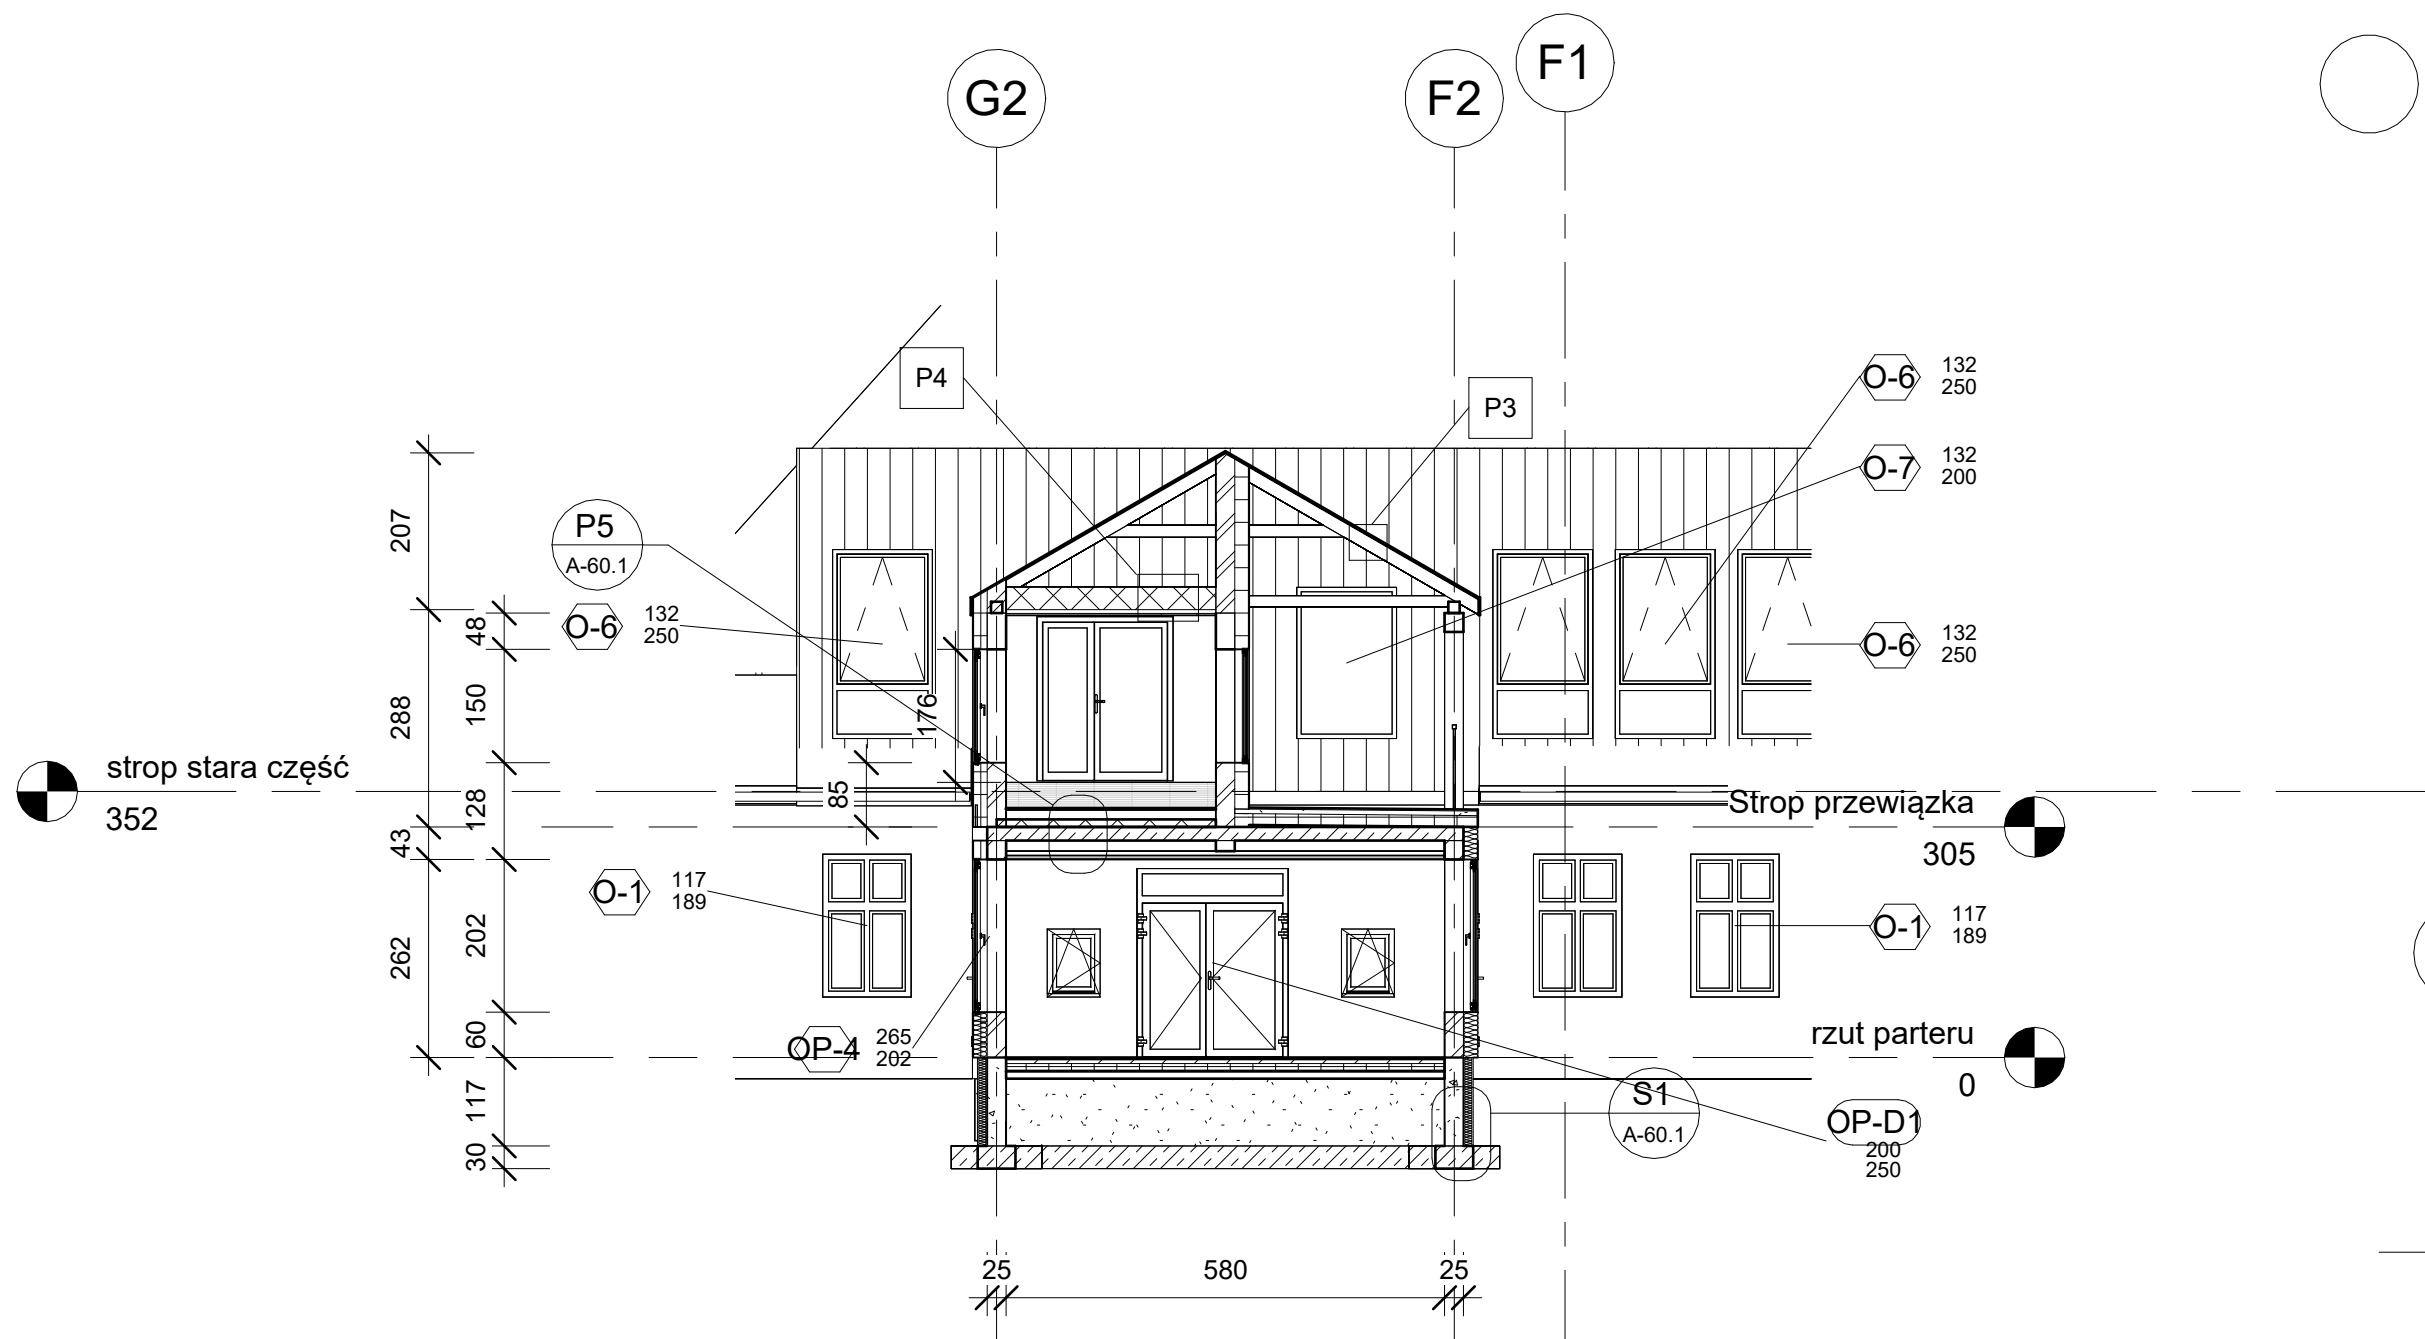 G2
F2
F1
P4
P3
O-6
132
250
O-7
132
200
P5
A-60.1
O-6
132
250
O-6
132
250
207
48
288
150
176
strop stara część
352
85
128
43
Strop przewiązka
305
O-1
117
189
O-1
117
189
262
202
60
OP-4
265
202
rzut parteru
0
117
30
S1
A-60.1
OP-D1
200
250
25
580
25